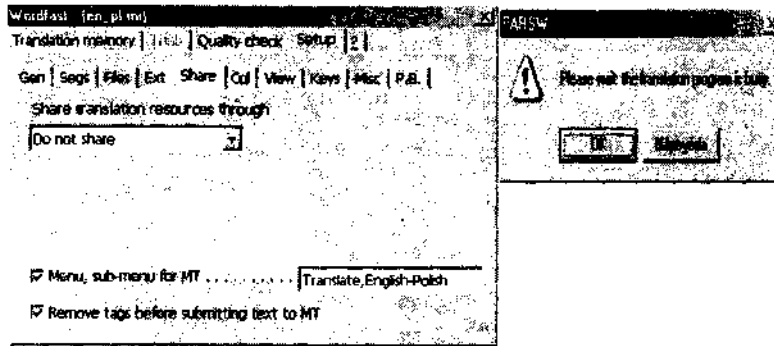 Wordfast (en_pl.ini)
Translation memory | | Quality check Setup | ? |
Gen | Segs | Files | Ext Share | Col | View | Keys | Misc | P.B. |
Share translation resources through
Do not share
Menu, sub-menu for MT .......... Translate,English-Polish
Remove tags before submitting text to MT
PARSW
Please wait the translation program is busy
OK